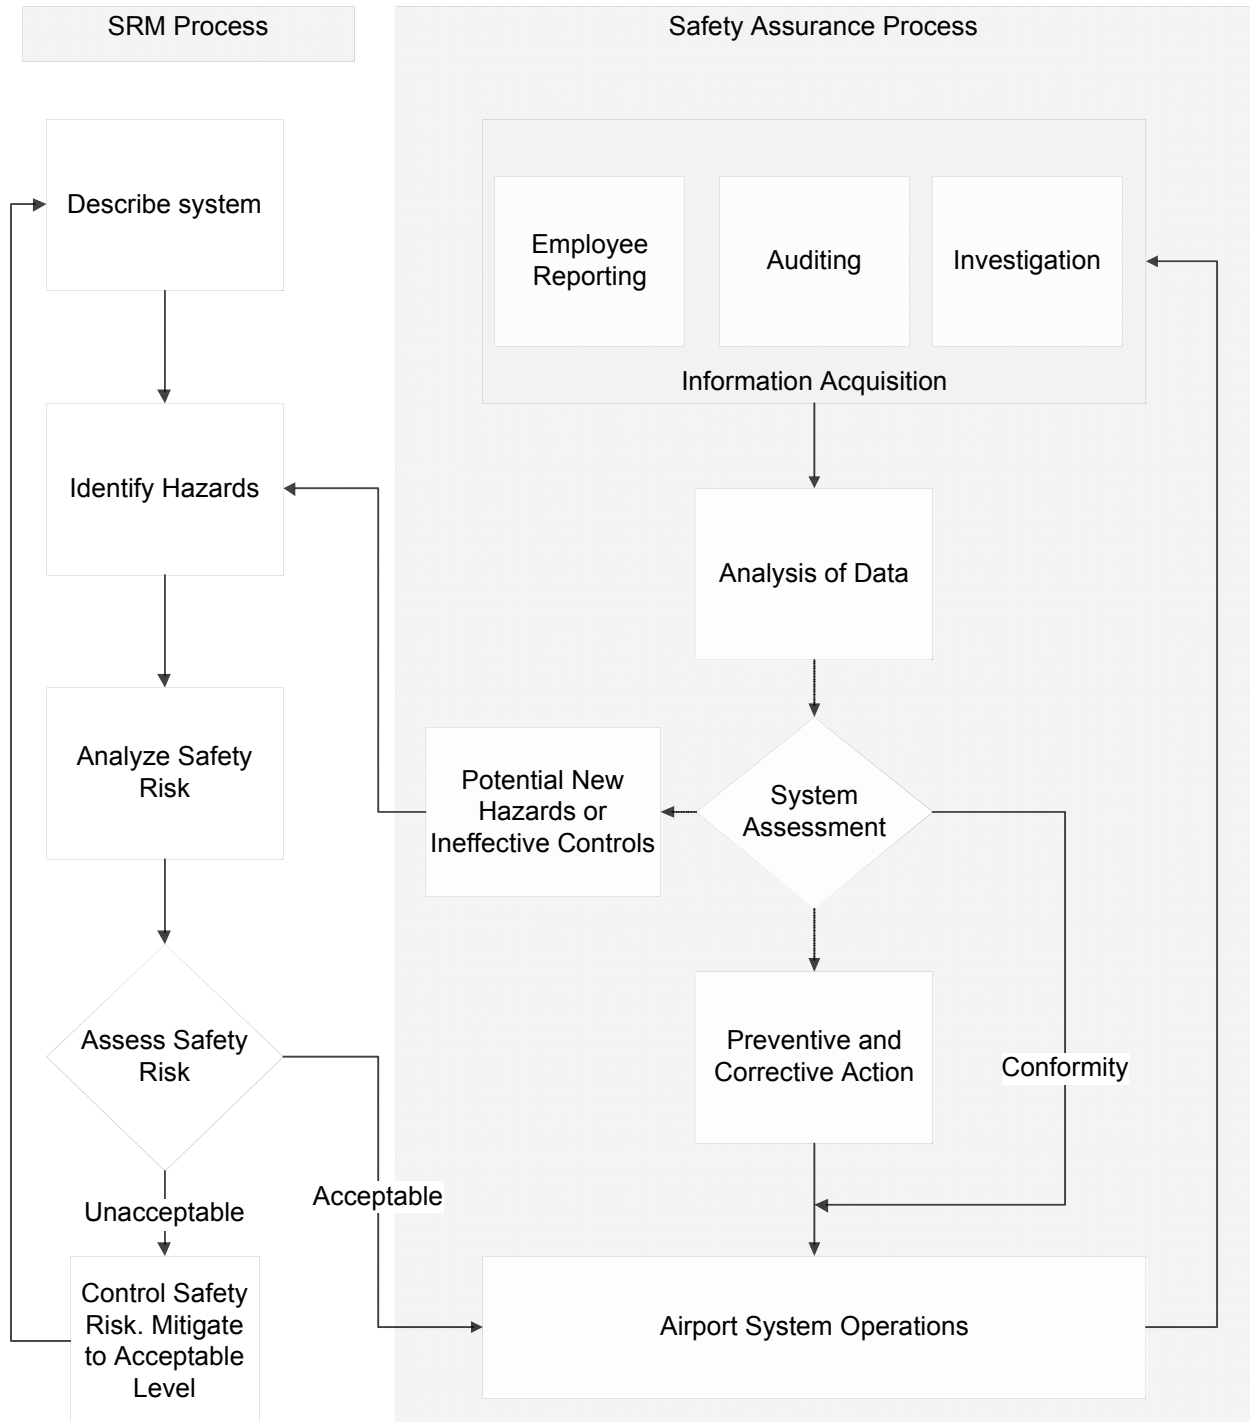 SRM Process
Safety Assurance Process
Describe system
Employee
Reporting
Auditing
Investigation
Information Acquisition
Identify Hazards
Analysis of Data
Analyze Safety
Risk
Potential New
Hazards or
Ineffective Controls
System
Assessment
Assess Safety
Risk
Preventive and
Corrective Action
Conformity
Unacceptable
Acceptable
Control Safety
Risk. Mitigate
to Acceptable
Level
Airport System Operations